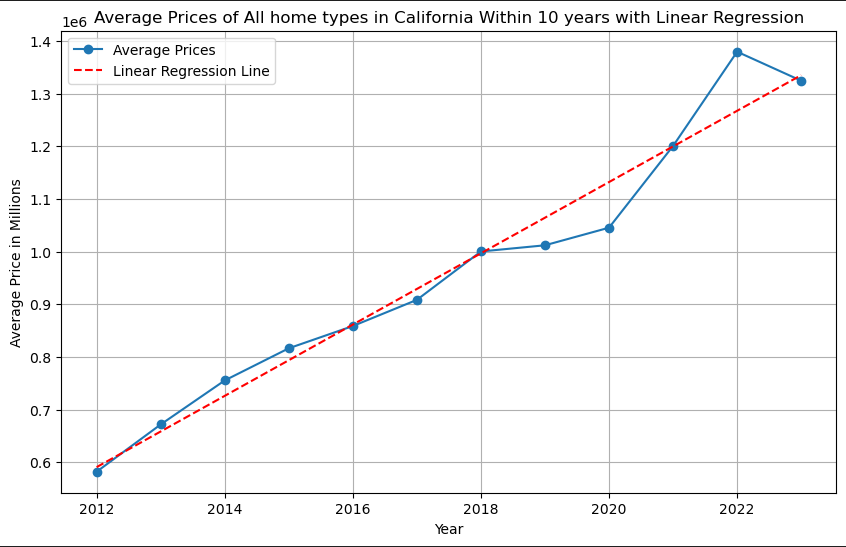 Average Prices of All home types in California Within 10 years with Linear Regression
1e6
Average Prices
Linear Regression Line
1.4
1.3
1.2
1.1
1.0
0.9
0.8
0.7
0.6
Average Price in Millions
2012 2014 2016 2018 2020 2022
Year